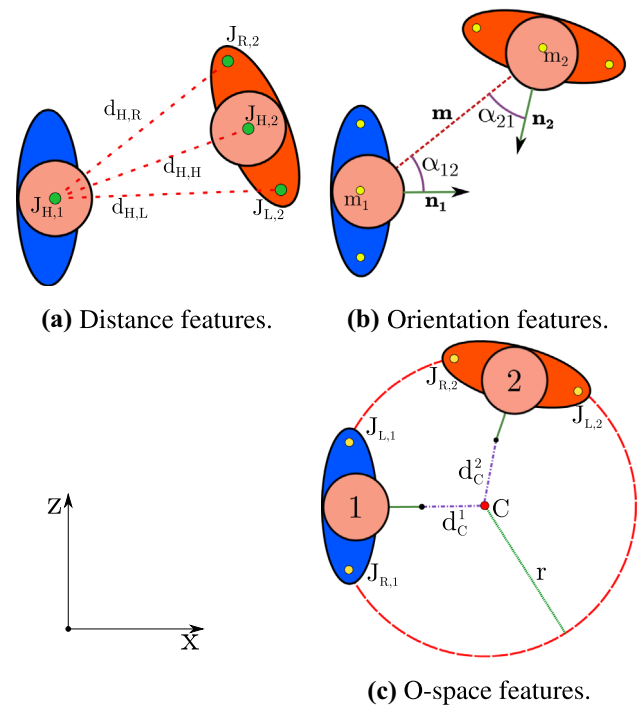 J_{R,2}
d_{H,R}
J_{H,2}
d_{H,H}
J_{H,1}
d_{H,L}
J_{L,2}
(a) Distance features.
m_2
m
α_{21}
n_2
α_{12}
m_1
n_1
(b) Orientation features.
J_{R,2}
2
J_{L,2}
J_{L,1}
d_C^2
1
d_C^1
C
J_{R,1}
r
(c) O-space features.
z
x